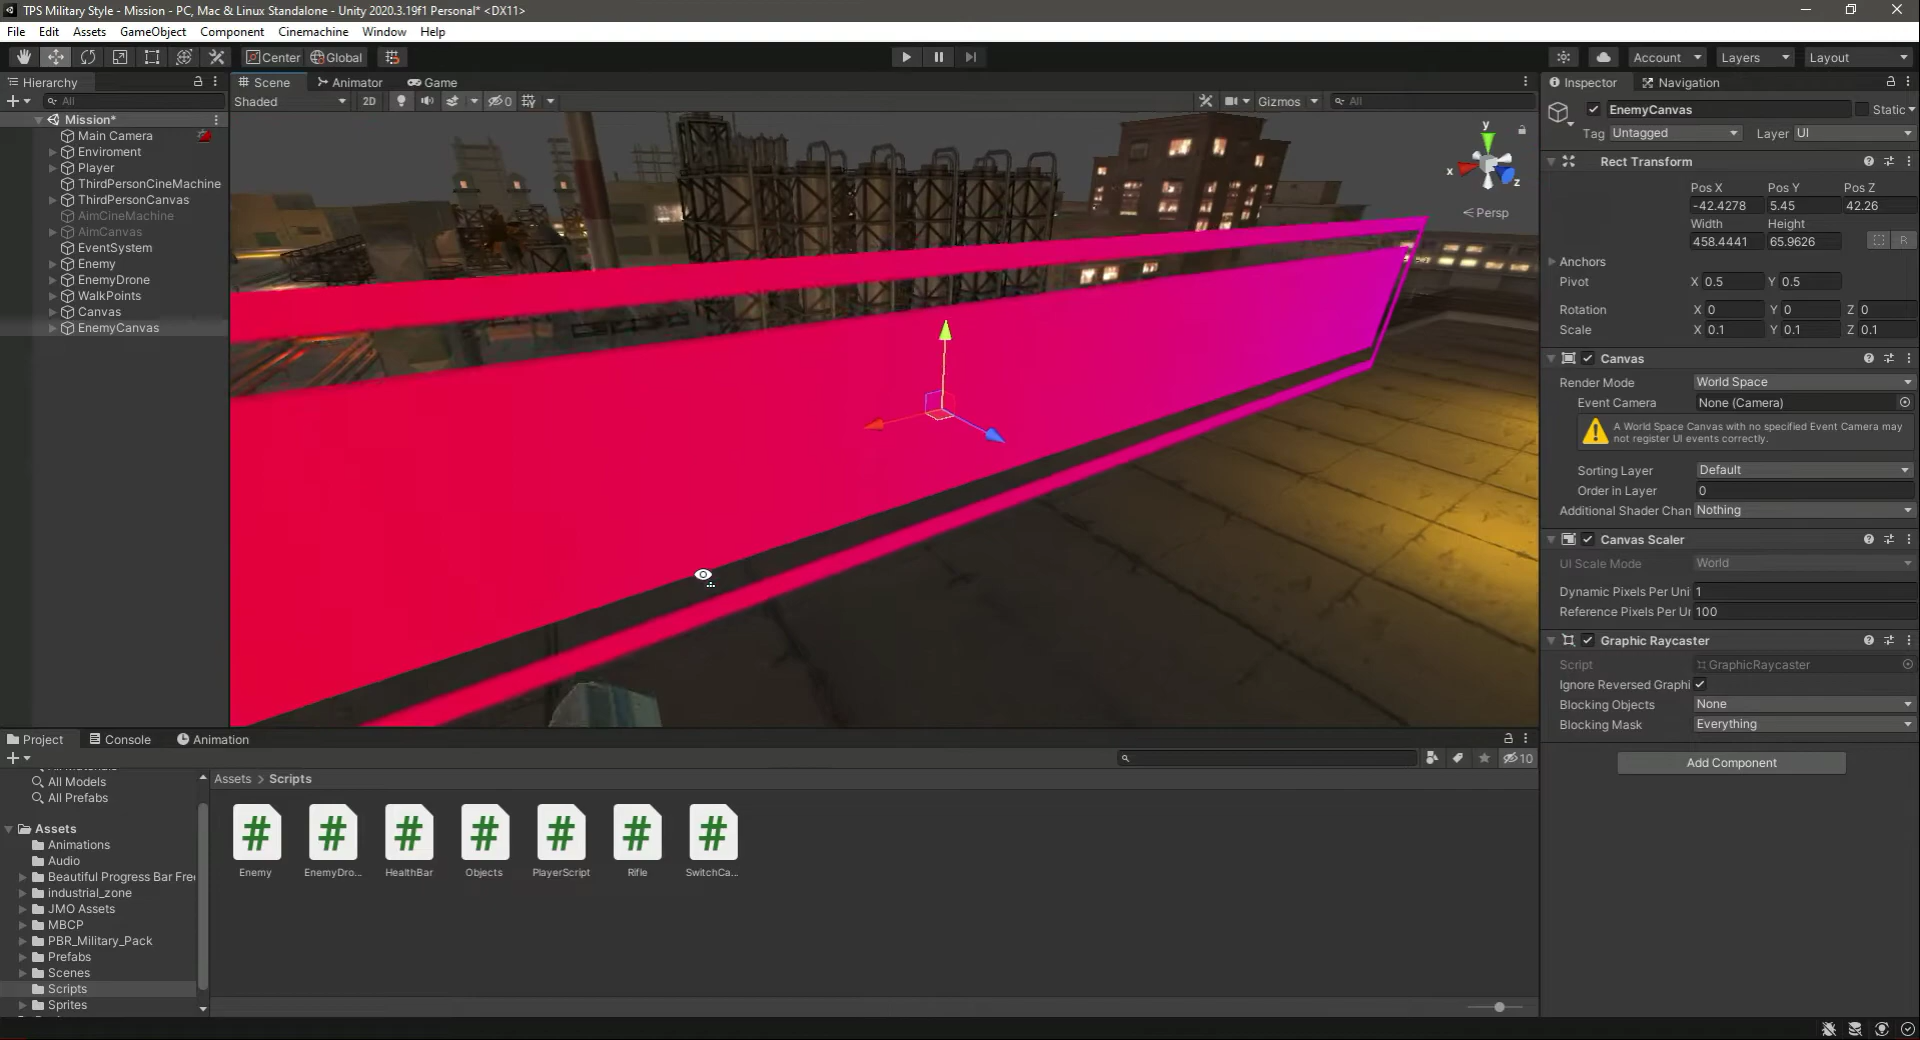 TPS Military Style - Mission - PC, Mac & Linux Standalone - Unity 2020.3.19f1 Personal* <DX11>
File Edit Assets GameObject Component Cinemachine Window Help
Center Global Account Layers Layout
Hierarchy
All
Mission*
Main Camera
Enviroment
Player
ThirdPersonCineMachine
ThirdPersonCanvas
AimCineMachine
AimCanvas
EventSystem
Enemy
EnemyDrone
WalkPoints
Canvas
EnemyCanvas
Scene Animator Game
Shaded 2D 0 Gizmos All
y
x
z
Persp
Inspector Navigation
EnemyCanvas Static
Tag Untagged Layer UI
Rect Transform
Pos X Pos Y Pos Z
-42.4278 5.45 42.26
Width Height
458.4441 65.9626 R
Anchors
Pivot X 0.5 Y 0.5
Rotation X 0 Y 0 Z 0
Scale X 0.1 Y 0.1 Z 0.1
Canvas
Render Mode World Space
Event Camera None (Camera)
A World Space Canvas with no specified Event Camera may
not register UI events correctly.
Sorting Layer Default
Order in Layer 0
Additional Shader Chan Nothing
Canvas Scaler
UI Scale Mode World
Dynamic Pixels Per Uni 1
Reference Pixels Per Ur 100
Graphic Raycaster
Script GraphicRaycaster
Ignore Reversed Graphi
Blocking Objects None
Blocking Mask Everything
Add Component
Project Console Animation
10
All Models
All Prefabs
Assets
Animations
Audio
Beautiful Progress Bar Free
industrial_zone
JMO Assets
MBCP
PBR_Military_Pack
Prefabs
Scenes
Scripts
Sprites
Assets > Scripts
Enemy EnemyDro... HealthBar Objects PlayerScript Rifle SwitchCa...